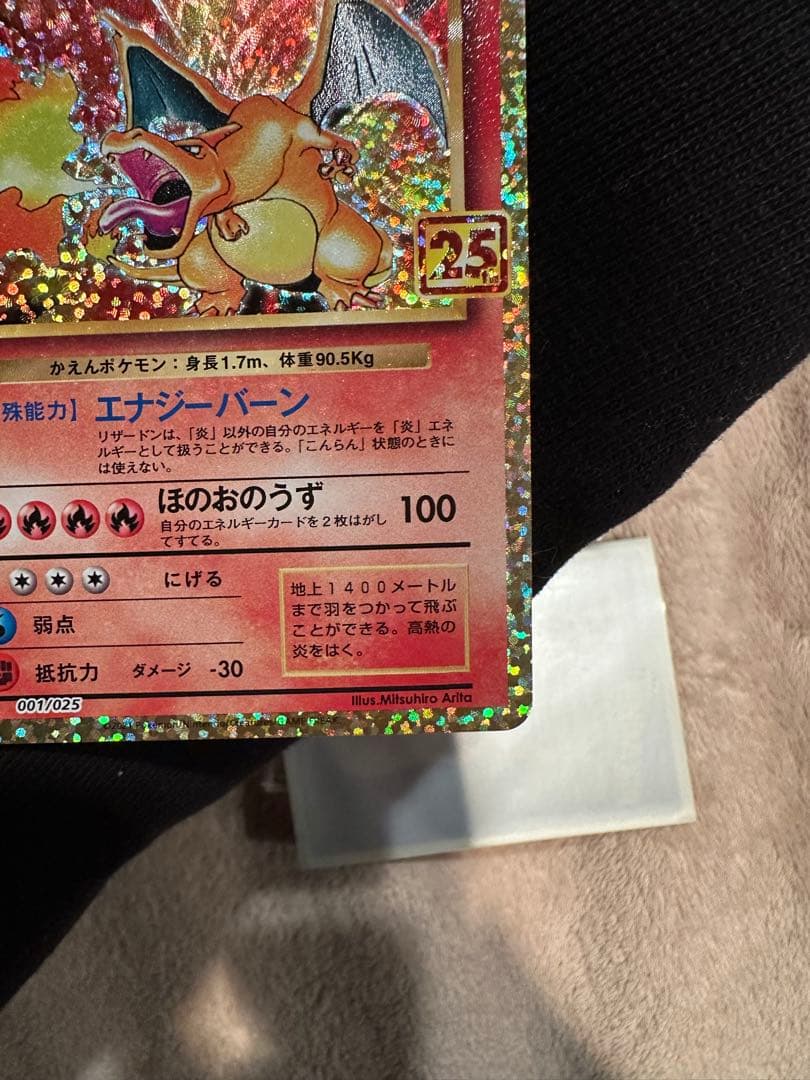 25
かえんポケモン：身長1.7m、体重90.5Kg
殊能力】 エナジーバーン
リザードンは、「炎」以外の自分のエネルギーを「炎」エネ
ルギーとして扱うことができる。「こんらん」状態のときに
は使えない。
ほのおのうず 100
自分のエネルギーカードを２枚はがし
てすてる。
にげる
弱点
抵抗力 ダメージ -30
地上１４００メートル
まで羽をつかって飛ぶ
ことができる。高熱の
炎をはく。
001/025
Illus.Mitsuhiro Arita